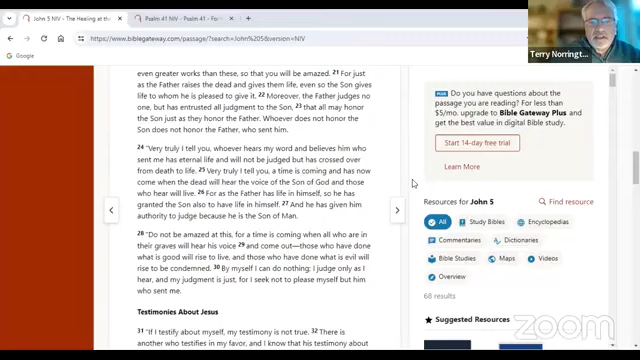 John 5 NIV - The Healing at the
Psalm 41 NIV - Psalm 41 - For
https://www.biblegateway.com/passage/?search=John%205&version=NIV
Terry Norringt...
even greater works than these, so that you will be amazed. 21 For just
as the Father raises the dead and gives them life, even so the Son gives
life to whom he is pleased to give it. 22 Moreover, the Father judges no
one, but has entrusted all judgment to the Son, 23 that all may honor
the Son just as they honor the Father. Whoever does not honor the
Son does not honor the Father, who sent him.
24 "Very truly I tell you, whoever hears my word and believes him who
sent me has eternal life and will not be judged but has crossed over
from death to life. 25 Very truly I tell you, a time is coming and has now
come when the dead will hear the voice of the Son of God and those
who hear will live. 26 For as the Father has life in himself, so he has
granted the Son also to have life in himself. 27 And he has given him
authority to judge because he is the Son of Man.
28 "Do not be amazed at this, for a time is coming when all who are
in their graves will hear his voice 29 and come out—those who have done
what is good will rise to live, and those who have done what is evil will
rise to be condemned. 30 By myself I can do nothing; I judge only as I
hear, and my judgment is just, for I seek not to please myself but him
who sent me.
Testimonies About Jesus
31 "If I testify about myself, my testimony is not true. 32 There is
another who testifies in my favor, and I know that his testimony about
PLUS Do you have questions about the
passage you are reading? For less than
$5/mo. upgrade to Bible Gateway Plus and
get the best value in digital Bible study.
Start 14-day free trial
Learn More
Resources for John 5
Find resource
All
Study Bibles
Encyclopedias
Commentaries
Dictionaries
Bible Studies
Maps
Videos
Overview
68 results
Suggested Resources
zoom